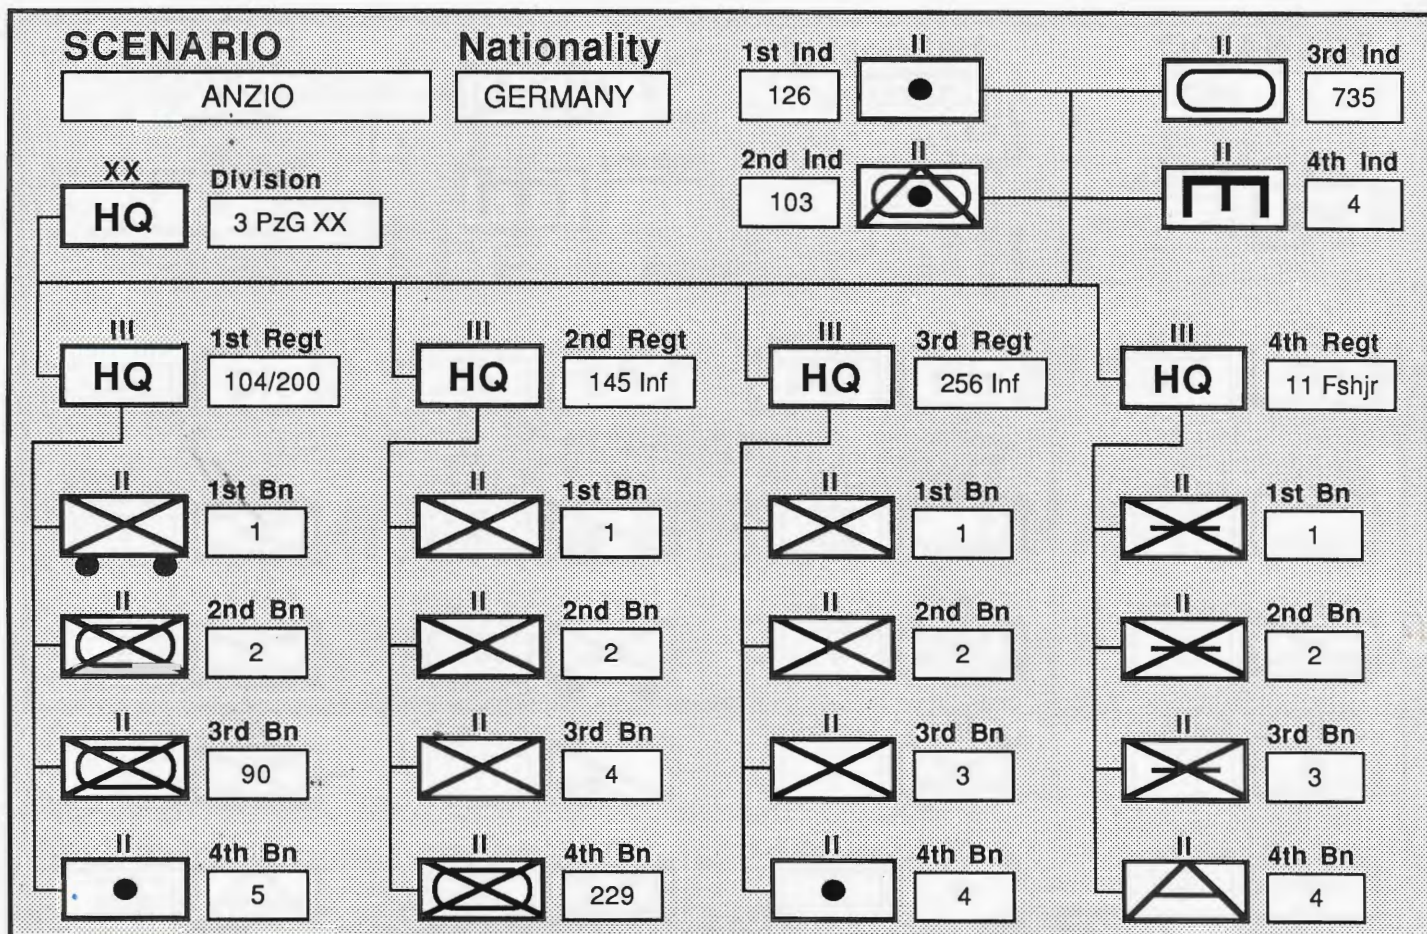 SCENARIO
ANZIO
Nationality
GERMANY
1st Ind
126
II
II
3rd Ind
735
2nd Ind
103
II
II
4th Ind
4
XX
HQ
Division
3 PzG XX
III
HQ
1st Regt
104/200
III
HQ
2nd Regt
145 Inf
III
HQ
3rd Regt
256 Inf
III
HQ
4th Regt
11 Fshjr
II
1st Bn
1
II
1st Bn
1
II
1st Bn
1
II
1st Bn
1
II
2nd Bn
2
II
2nd Bn
2
II
2nd Bn
2
II
2nd Bn
2
II
3rd Bn
90
II
3rd Bn
4
II
3rd Bn
3
II
3rd Bn
3
II
4th Bn
5
II
4th Bn
229
II
4th Bn
4
II
4th Bn
4